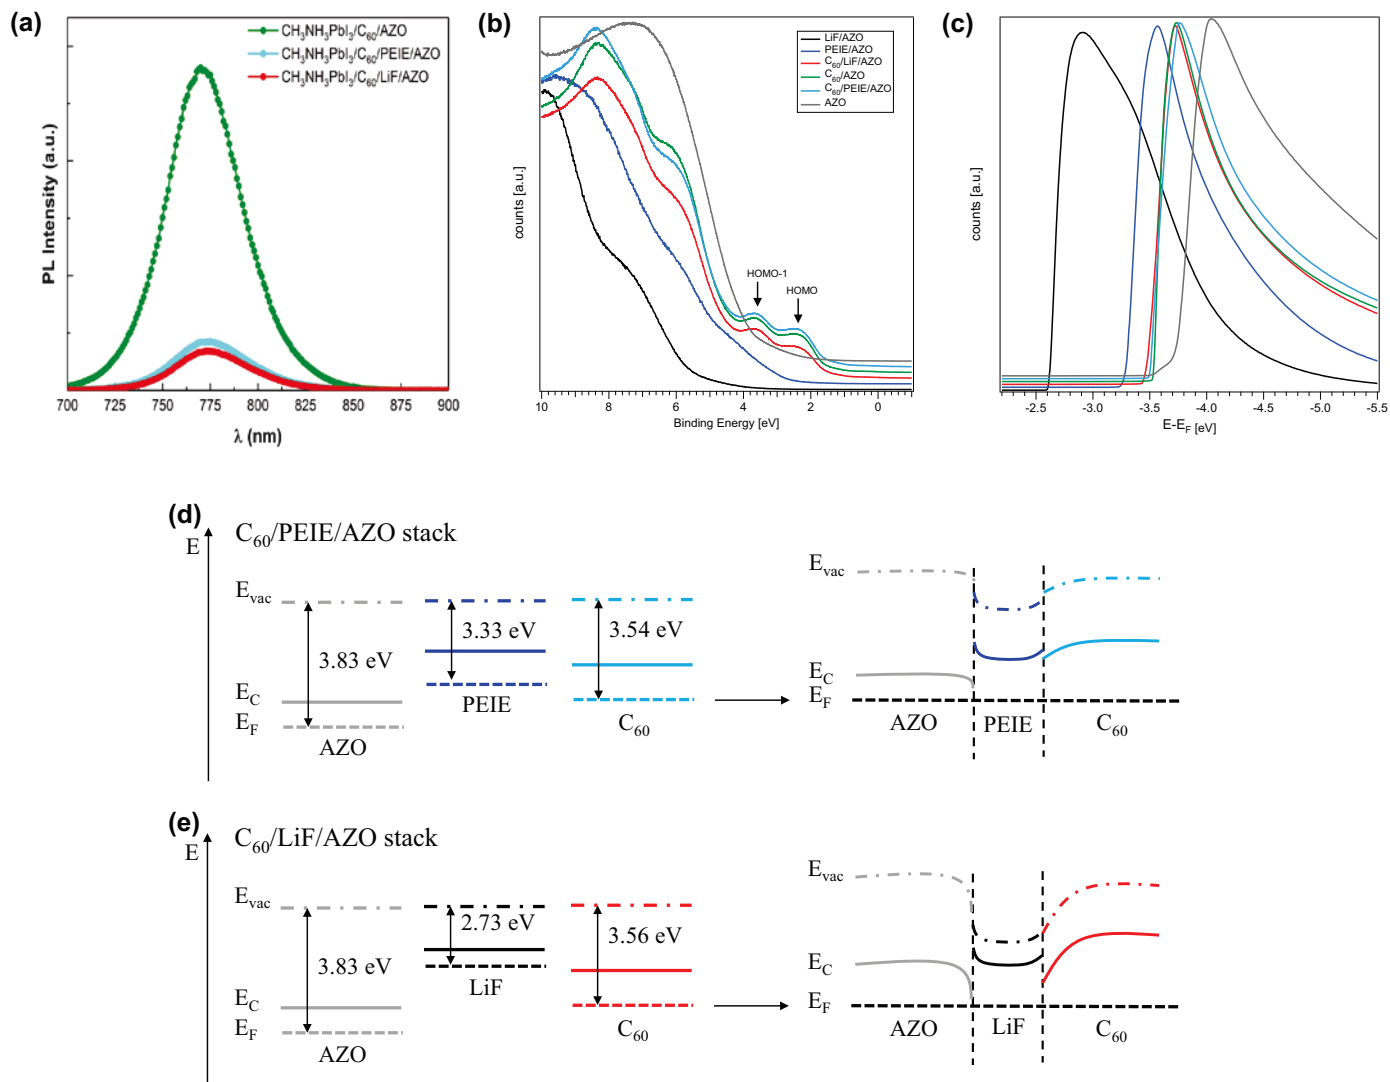 (a)
CH3NH3PbI3/C60/AZO
CH3NH3PbI3/C60/PEIE/AZO
CH3NH3PbI3/C60/LiF/AZO
PL Intensity (a.u.)
700 725 750 775 800 825 850 875 900
λ (nm)
(b)
LiF/AZO
PEIE/AZO
C60/LiF/AZO
C60/AZO
C60/PEIE/AZO
AZO
counts [a.u.]
HOMO-1
HOMO
10 8 6 4 2 0
Binding Energy [eV]
(c)
counts [a.u.]
-2.5 -3.0 -3.5 -4.0 -4.5 -5.0 -5.5
E-EF [eV]
(d)
C60/PEIE/AZO stack
E
Evac
3.83 eV
3.33 eV
3.54 eV
EC
EF
AZO
PEIE
C60
Evac
EC
EF
AZO PEIE C60
(e)
C60/LiF/AZO stack
E
Evac
3.83 eV
2.73 eV
3.56 eV
EC
EF
AZO
LiF
C60
Evac
EC
EF
AZO LiF C60